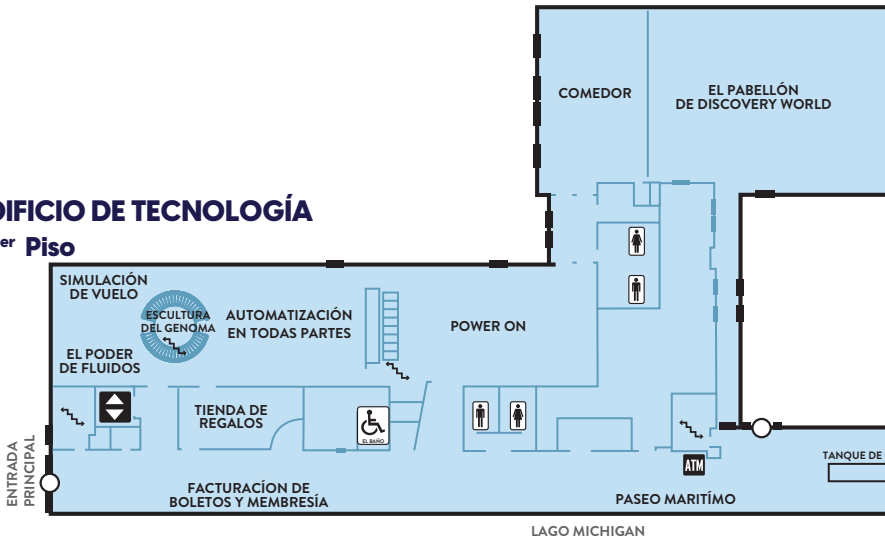 COMEDOR
EL PABELLÓN
DE DISCOVERY WORLD
DIFICIO DE TECNOLOGÍA
er Piso
SIMULACIÓN
DE VUELO
ESCULTURA
DEL GENOMA
AUTOMATIZACIÓN
EN TODAS PARTES
POWER ON
EL PODER
DE FLUIDOS
TIENDA DE
REGALOS
EL BAÑO
ENTRADA
PRINCIPAL
FACTURACÍON DE
BOLETOS Y MEMBRESÍA
ATM
TANQUE DE
PASEO MARITÍMO
LAGO MICHIGAN